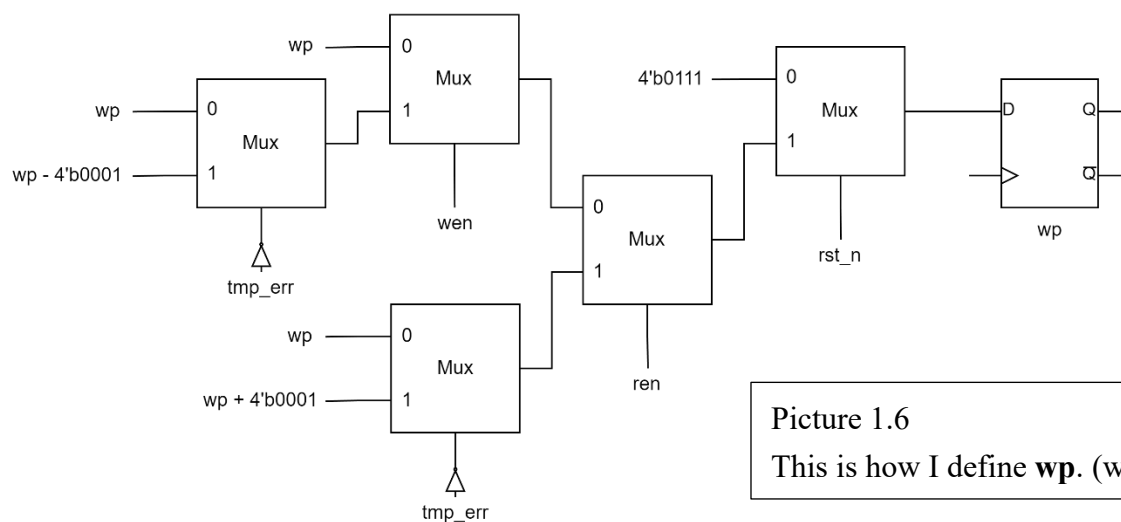 wp
0
Mux
1
wp
0
Mux
wp - 4'b0001
1
wen
tmp_err
4'b0111
0
Mux
1
rst_n
D
Q
Q
wp
0
Mux
1
ren
wp
0
Mux
wp + 4'b0001
1
tmp_err
Picture 1.6
This is how I define wp. (w